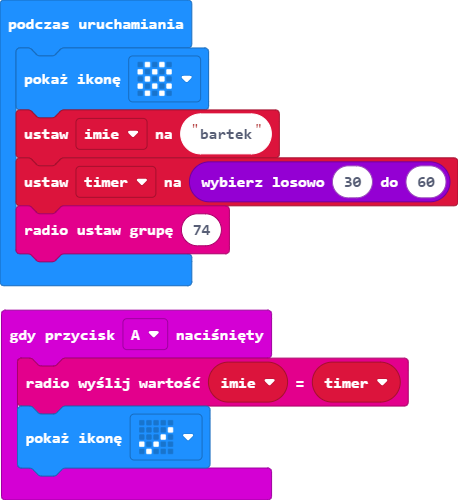 podczas uruchamiania
pokaż ikonę
ustaw imie na "bartek"
ustaw timer na wybierz losowo 30 do 60
radio ustaw grupę 74
gdy przycisk A naciśnięty
radio wyślij wartość imie = timer
pokaż ikonę